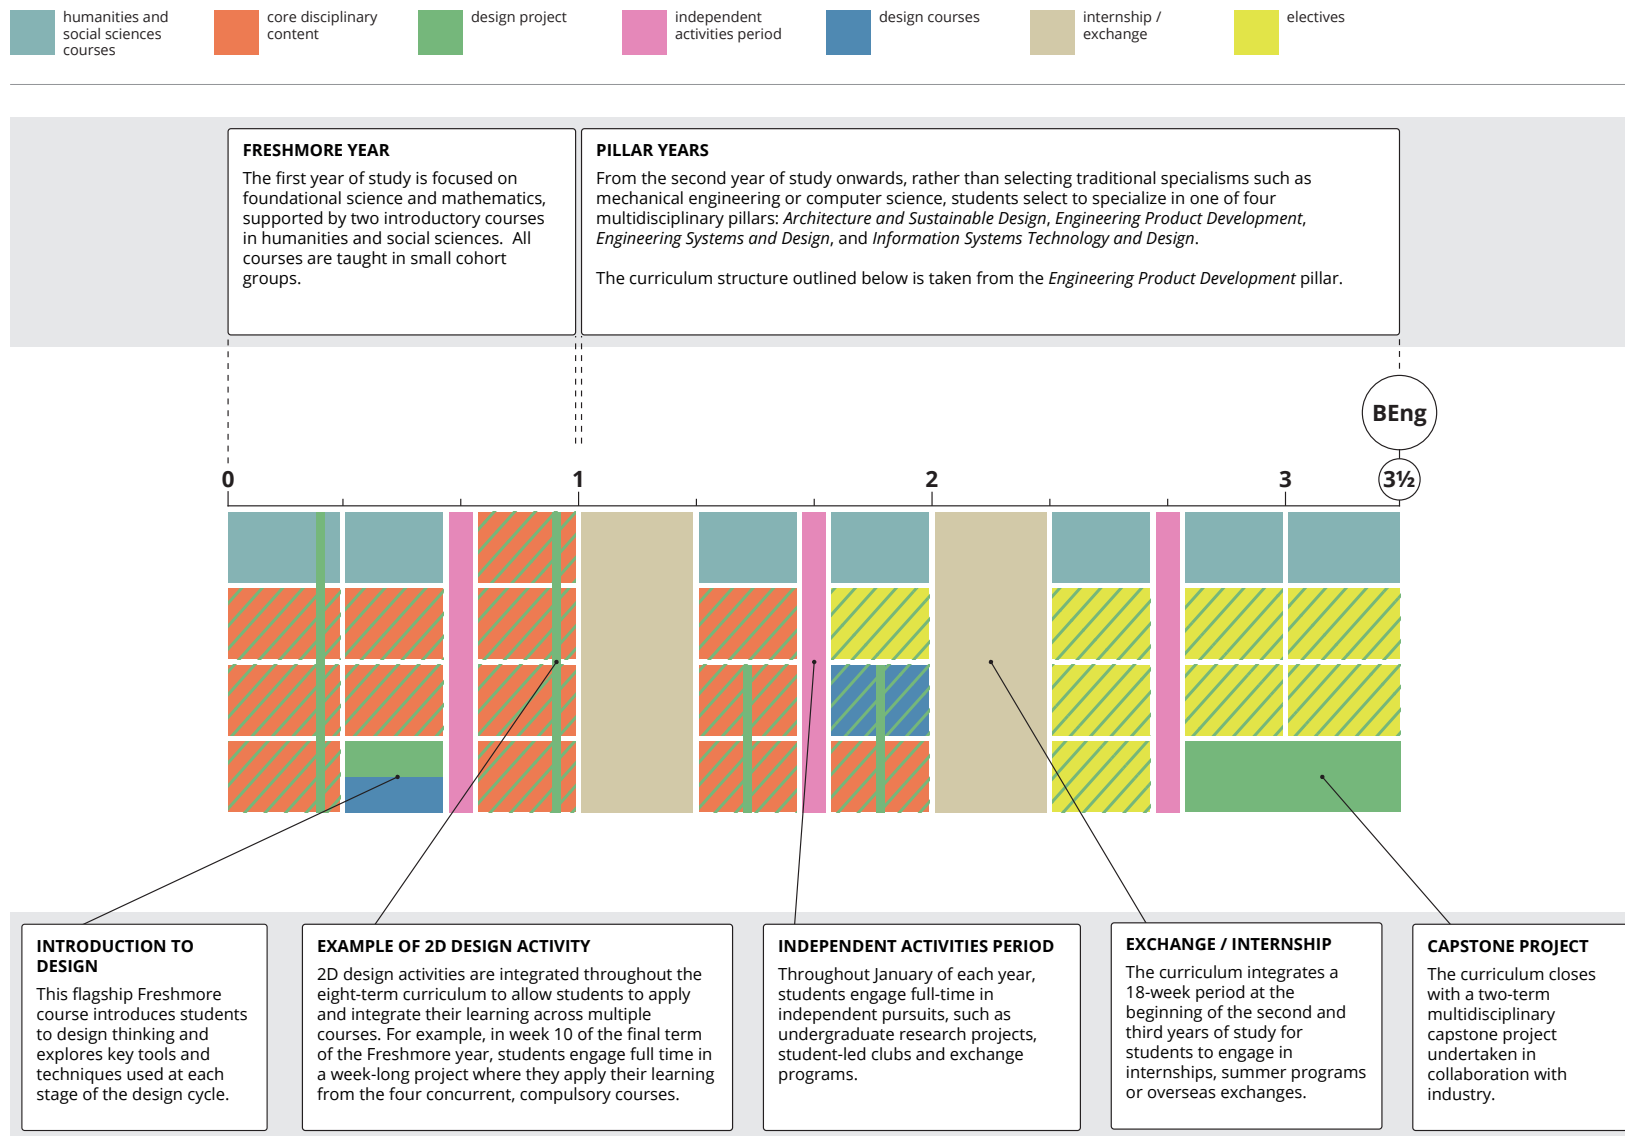 humanities and
social sciences
courses
core disciplinary
content
design project
independent
activities period
design courses
internship /
exchange
electives
FRESHMORE YEAR
The first year of study is focused on
foundational science and mathematics,
supported by two introductory courses
in humanities and social sciences.  All
courses are taught in small cohort
groups.
PILLAR YEARS
From the second year of study onwards, rather than selecting traditional specialisms such as
mechanical engineering or computer science, students select to specialize in one of four
multidisciplinary pillars: Architecture and Sustainable Design, Engineering Product Development,
Engineering Systems and Design, and Information Systems Technology and Design.
The curriculum structure outlined below is taken from the Engineering Product Development pillar.
BEng
0
1
2
3
3½
INTRODUCTION TO
DESIGN
This flagship Freshmore
course introduces students
to design thinking and
explores key tools and
techniques used at each
stage of the design cycle.
EXAMPLE OF 2D DESIGN ACTIVITY
2D design activities are integrated throughout the
eight-term curriculum to allow students to apply
and integrate their learning across multiple
courses. For example, in week 10 of the final term
of the Freshmore year, students engage full time in
a week-long project where they apply their learning
from the four concurrent, compulsory courses.
INDEPENDENT ACTIVITIES PERIOD
Throughout January of each year,
students engage full-time in
independent pursuits, such as
undergraduate research projects,
student-led clubs and exchange
programs.
EXCHANGE / INTERNSHIP
The curriculum integrates a
18-week period at the
beginning of the second and
third years of study for
students to engage in
internships, summer programs
or overseas exchanges.
CAPSTONE PROJECT
The curriculum closes
with a two-term
multidisciplinary
capstone project
undertaken in
collaboration with
industry.